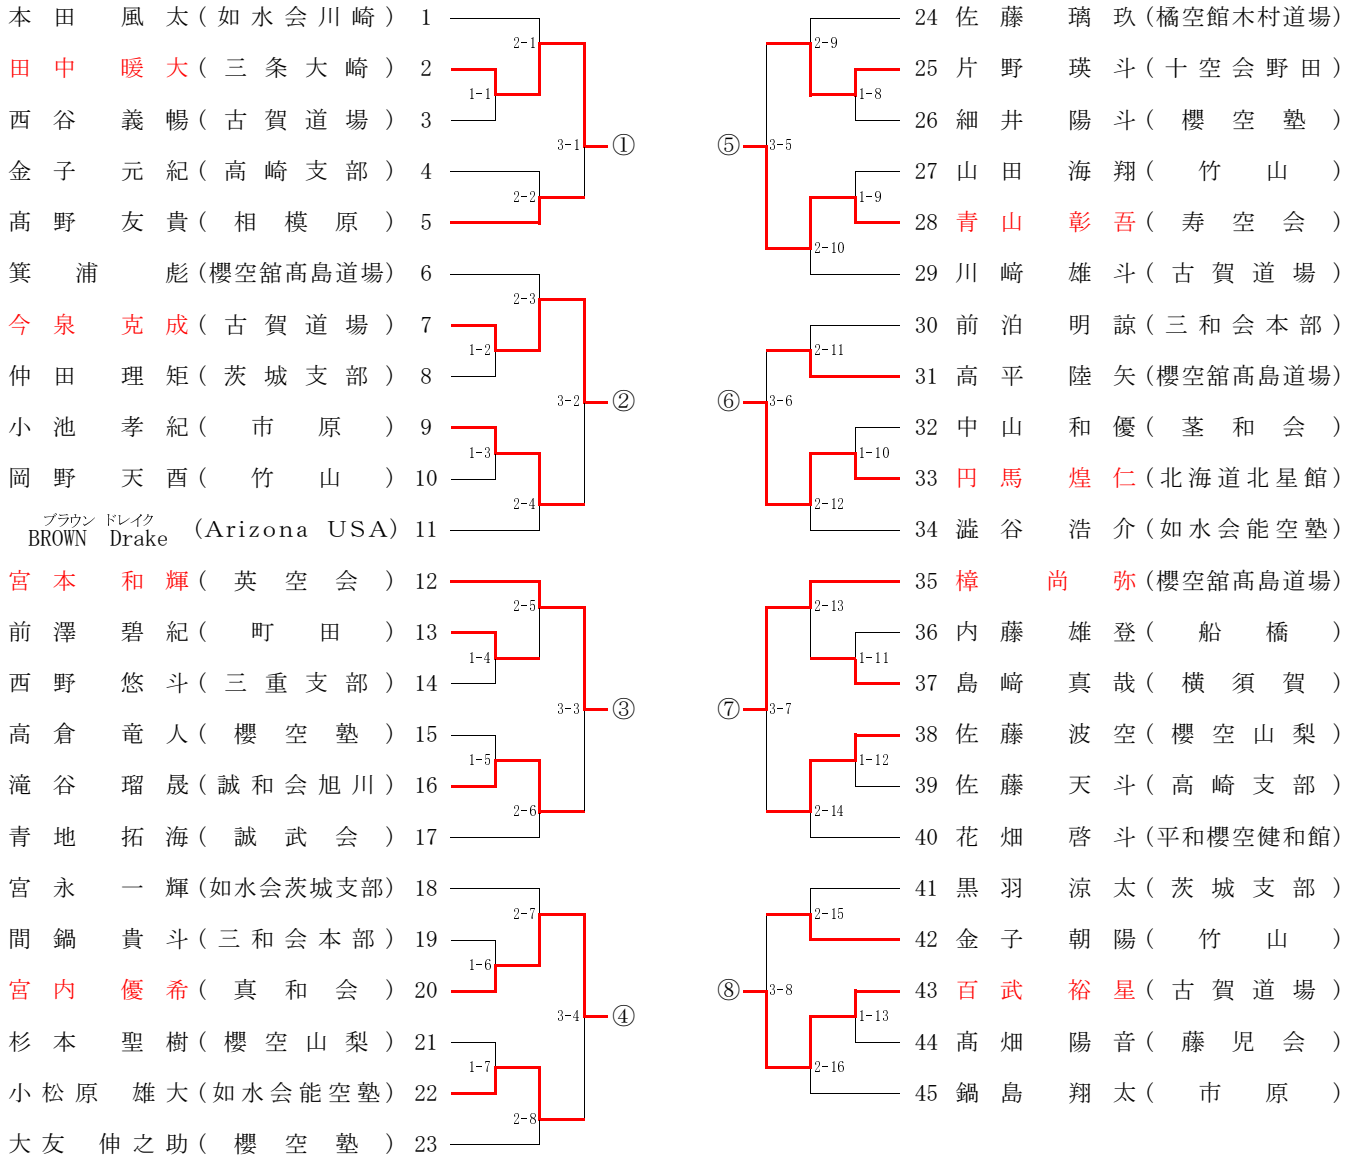 本田 風太(如水会川崎) 1
田中 暖大(三条大崎) 2
西谷 義暢(古賀道場) 3
金子 元紀(高崎支部) 4
髙野 友貴(相模原) 5
箕浦 彪(櫻空舘髙島道場) 6
今泉 克成(古賀道場) 7
仲田 理矩(茨城支部) 8
小池 孝紀(市原) 9
岡野 天酉(竹山) 10
ブラウン ドレイク
BROWN Drake (Arizona USA) 11
宮本 和輝(英空会) 12
前澤 碧紀(町田) 13
西野 悠斗(三重支部) 14
高倉 竜人(櫻空塾) 15
滝谷 瑠晟(誠和会旭川) 16
青地 拓海(誠武会) 17
宮永 一輝(如水会茨城支部) 18
間鍋 貴斗(三和会本部) 19
宮内 優希(真和会) 20
杉本 聖樹(櫻空山梨) 21
小松原 雄大(如水会能空塾) 22
大友 伸之助(櫻空塾) 23
2-1
1-1
3-1 ①
2-2
2-3
1-2
3-2 ②
1-3
2-4
2-5
1-4
3-3 ③
1-5
2-6
2-7
1-6
3-4 ④
1-7
2-8
2-9
1-8
⑤ 3-5
1-9
2-10
2-11
⑥ 3-6
1-10
2-12
2-13
1-11
⑦ 3-7
1-12
2-14
2-15
⑧ 3-8
1-13
2-16
24 佐藤 璃玖(橘空館木村道場)
25 片野 瑛斗(十空会野田)
26 細井 陽斗(櫻空塾)
27 山田 海翔(竹山)
28 青山 彰吾(寿空会)
29 川﨑 雄斗(古賀道場)
30 前泊 明諒(三和会本部)
31 高平 陸矢(櫻空舘髙島道場)
32 中山 和優(茎和会)
33 円馬 煌仁(北海道北星館)
34 澁谷 浩介(如水会能空塾)
35 樟 尚弥(櫻空舘髙島道場)
36 内藤 雄登(船橋)
37 島﨑 真哉(横須賀)
38 佐藤 波空(櫻空山梨)
39 佐藤 天斗(高崎支部)
40 花畑 啓斗(平和櫻空健和館)
41 黒羽 涼太(茨城支部)
42 金子 朝陽(竹山)
43 百武 裕星(古賀道場)
44 髙畑 陽音(藤児会)
45 鍋島 翔太(市原)